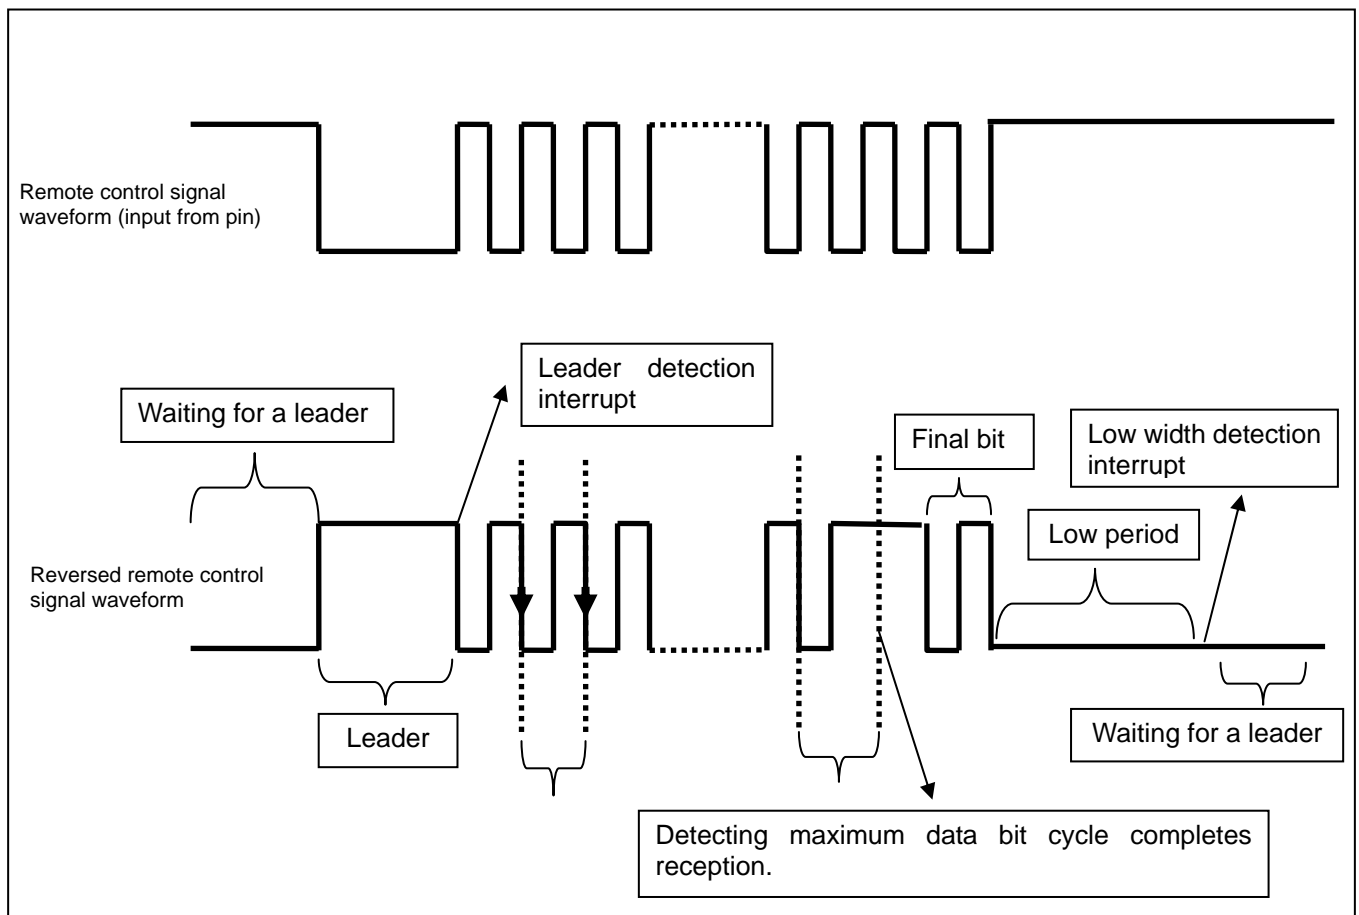 Remote control signal
waveform (input from pin)
Leader detection
interrupt
Waiting for a leader
Final bit
Low width detection
interrupt
Low period
Reversed remote control
signal waveform
Leader
Waiting for a leader
Detecting maximum data bit cycle completes
reception.